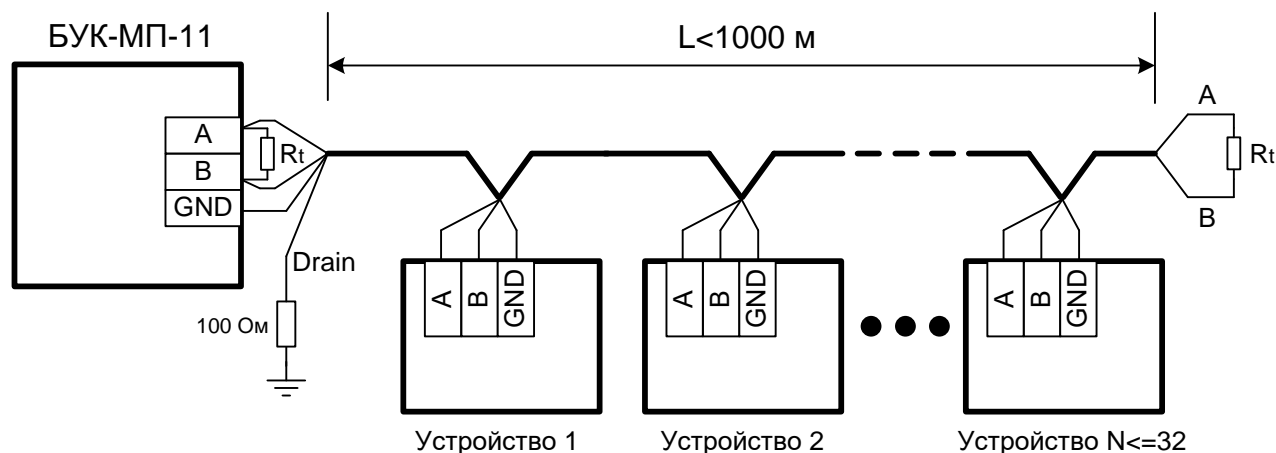 БУК-МП-11
L<1000 м
A
B
GND
Rt
A
B
Rt
Drain
100 Ом
A
B
GND
A
B
GND
A
B
GND
Устройство 1
Устройство 2
Устройство N<=32